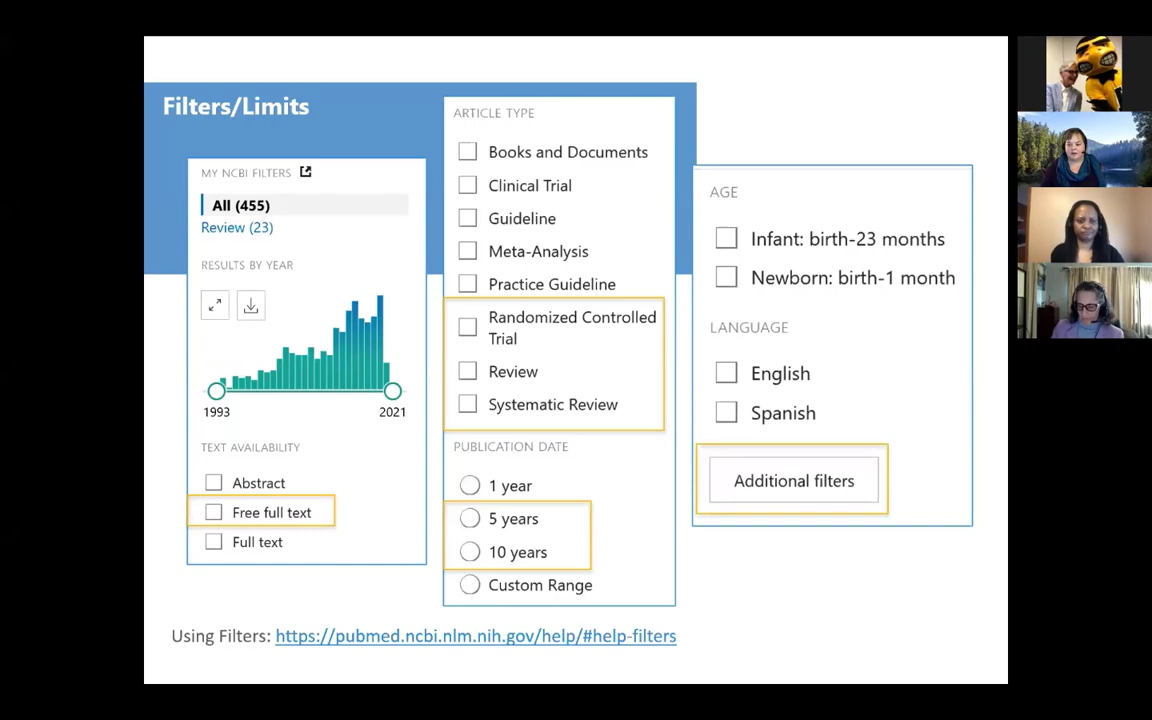 Filters/Limits
MY NCBI FILTERS
All (455)
Review (23)
RESULTS BY YEAR
1993
2021
TEXT AVAILABILITY
Abstract
Free full text
Full text
ARTICLE TYPE
Books and Documents
Clinical Trial
Guideline
Meta-Analysis
Practice Guideline
Randomized Controlled
Trial
Review
Systematic Review
PUBLICATION DATE
1 year
5 years
10 years
Custom Range
AGE
Infant: birth-23 months
Newborn: birth-1 month
LANGUAGE
English
Spanish
Additional filters
Using Filters: https://pubmed.ncbi.nlm.nih.gov/help/#help-filters